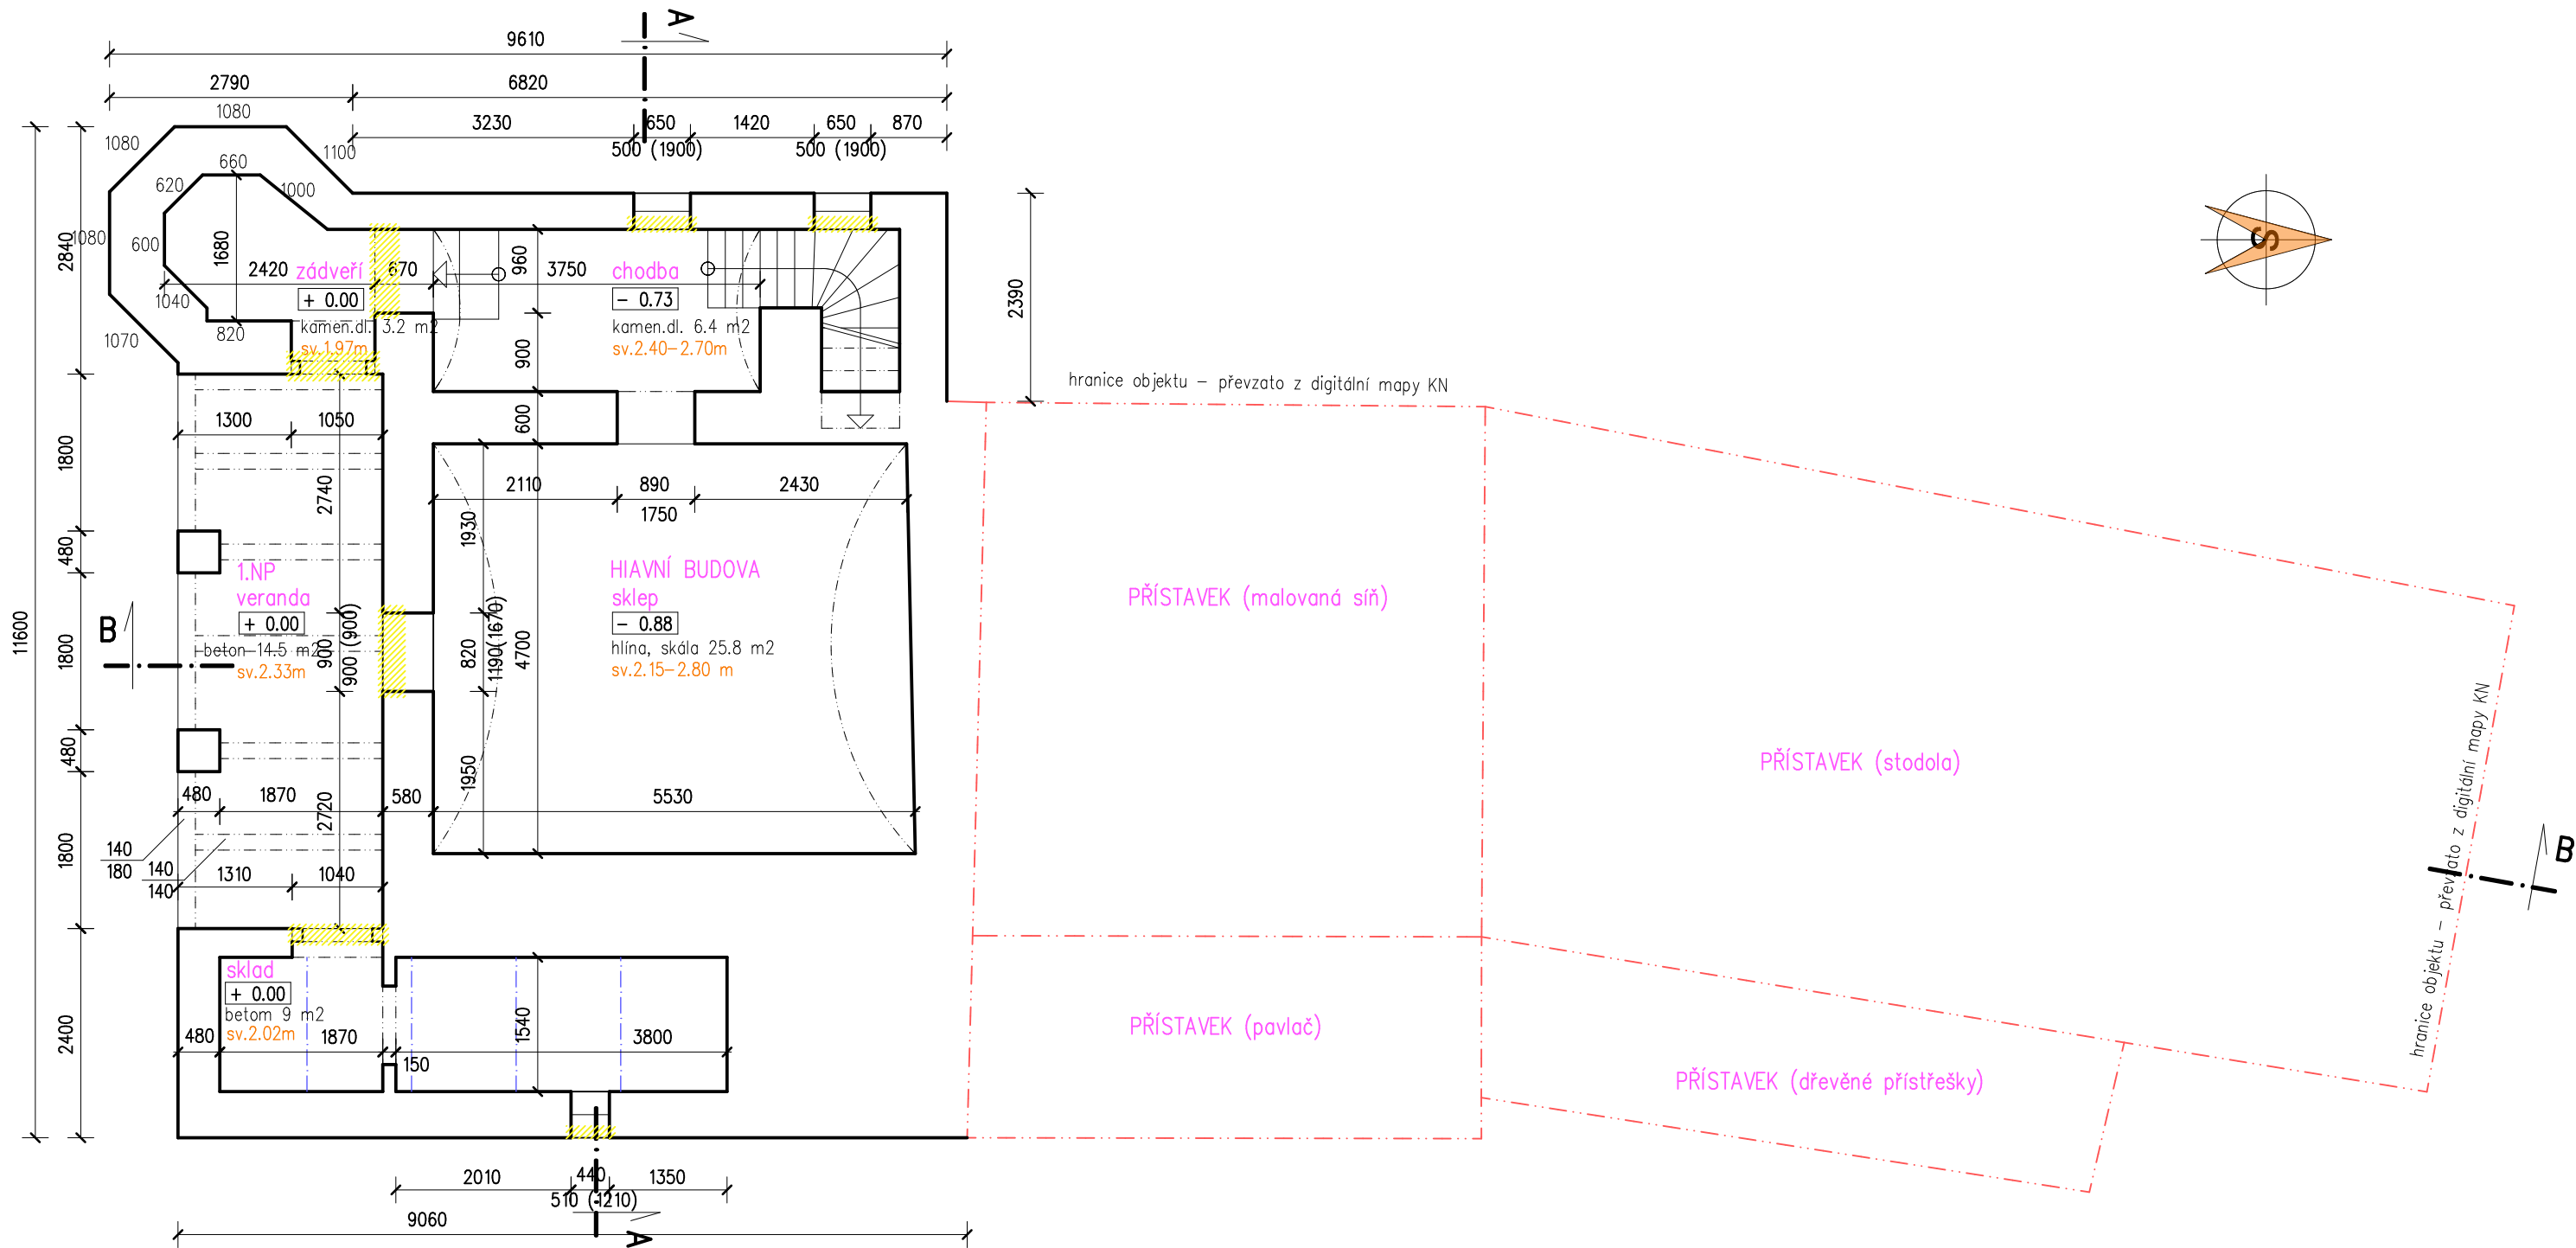 A
9610
2790
6820
1080
3230
650
1420
650
870
500 (1900)
500 (1900)
1080
1100
660
620
1000
1080
600
1680
2840
2420
zádveří
670
960
3750
chodba
+ 0.00
- 0.73
1040
kamen.dl. 3.2 m2
kamen.dl. 6.4 m2
820
1070
sv.1.97m
sv.2.40-2.70m
900
2390
S
hranice objektu - převzato z digitální mapy KN
1300
1050
600
1800
2740
2110
890
2430
1750
1930
480
1.NP
veranda
+ 0.00
beton 14.5 m2
sv.2.33m
HlAVNÍ BUDOVA
sklep
- 0.88
hlína, skála 25.8 m2
sv.2.15-2.80 m
PŘÍSTAVEK (malovaná síň)
11600
B
1800
900
900 (900)
820
1190(1670)
4700
480
1950
PŘÍSTAVEK (stodola)
480
1870
580
5530
2720
1800
140
180
140
140
1310
1040
B
hranice objektu - převzato z digitální mapy KN
sklad
+ 0.00
betom 9 m2
sv.2.02m
2400
480
1870
150
1540
3800
PŘÍSTAVEK (pavlač)
PŘÍSTAVEK (dřevěné přístřešky)
2010
440
1350
510 (1210)
9060
A